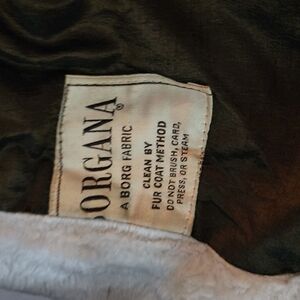 BORGANA®
A BORG FABRIC
CLEAN BY
FUR COAT METHOD
DO NOT BRUSH, CARD,
PRESS, OR STEAM